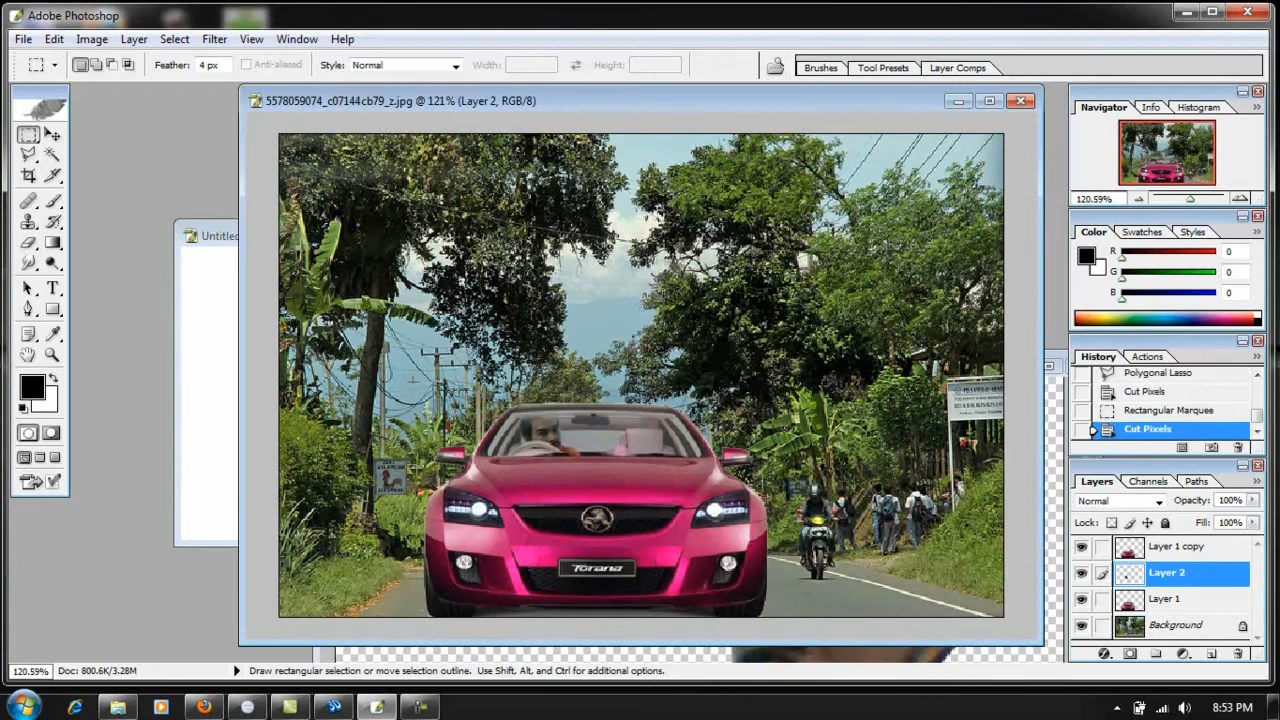 Adobe Photoshop
File Edit Image Layer Select Filter View Window Help
Feather: 4 px Anti-aliased Style: Normal Width: Height: Brushes Tool Presets Layer Comps
5578059074_c07144cb79_z.jpg @ 121% (Layer 2, RGB/8)
Untitled
Navigator Info Histogram
120.59%
Color Swatches Styles
R 0
G 0
B 0
History Actions
Polygonal Lasso
Cut Pixels
Rectangular Marquee
Cut Pixels
Layers Channels Paths
Normal Opacity: 100%
Lock: Fill: 100%
Layer 1 copy
Layer 2
Layer 1
Background
Torana
120.59% Doc: 800.6K/3.28M Draw rectangular selection or move selection outline. Use Shift, Alt, and Ctrl for additional options.
8:53 PM